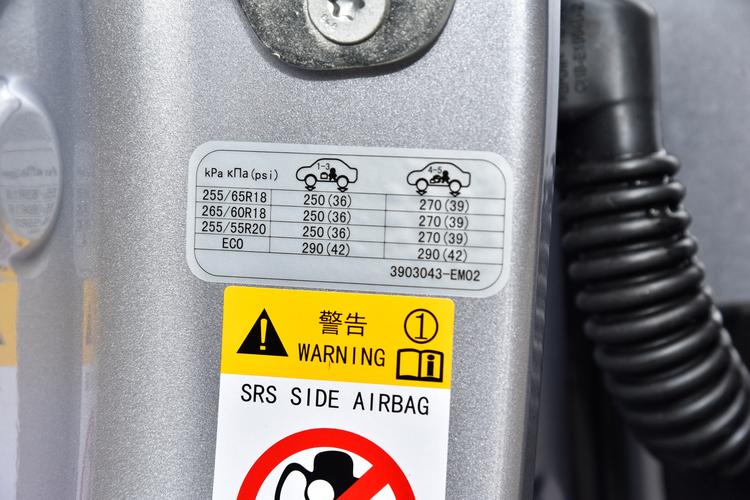 kPa кПа(psi) 1-3 4-5
255/65R18 250(36) 270(39)
265/60R18 250(36) 270(39)
255/55R20 250(36) 270(39)
ECO 290(42) 290(42)
3903043-EM02
警告 1
WARNING i
SRS SIDE AIRBAG